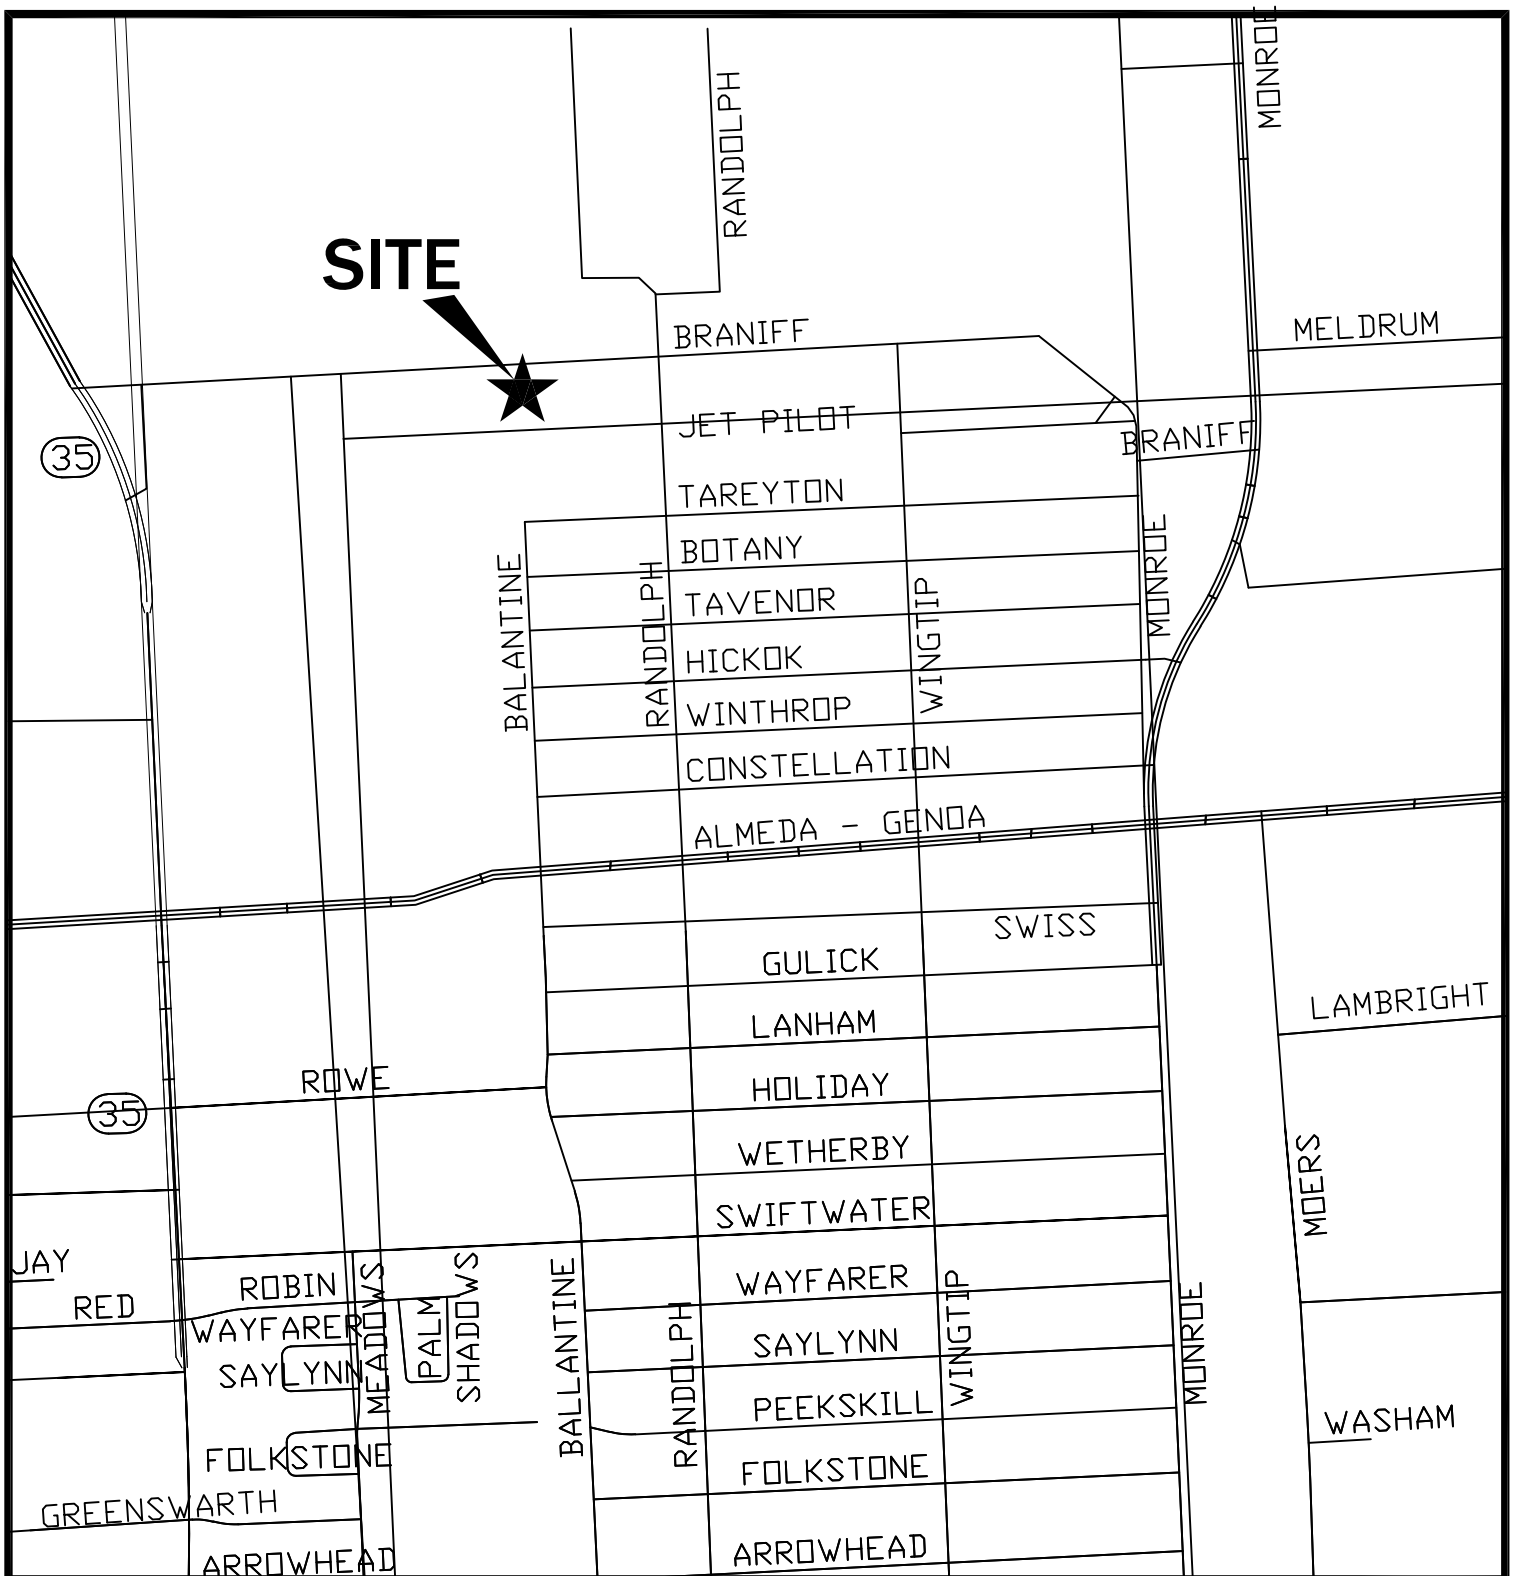 MONROE
RANDOLPH
SITE
BRANIFF
MELDRUM
JET PILOT
BRANIFF
35
TAREYTON
BOTANY
BALANTINE
RANDOLPH
TAVENOR
WINGTIP
MONROE
HICKOK
WINTHROP
CONSTELLATION
ALMEDA - GENOA
SWISS
GULICK
LAMBRIGHT
LANHAM
ROWE
HOLIDAY
35
WETHERBY
MOERS
SWIFTWATER
JAY
ROBIN
MEADOWS
SHADOWS
BALLANTINE
WAYFARER
WINGTIP
MONROE
RED
PALM
RANDOLPH
WAYFARER
SAYLYNN
SAYLYNN
PEEKSKILL
WASHAM
FOLKSTONE
FOLKSTONE
GREENSWARTH
ARROWHEAD
ARROWHEAD